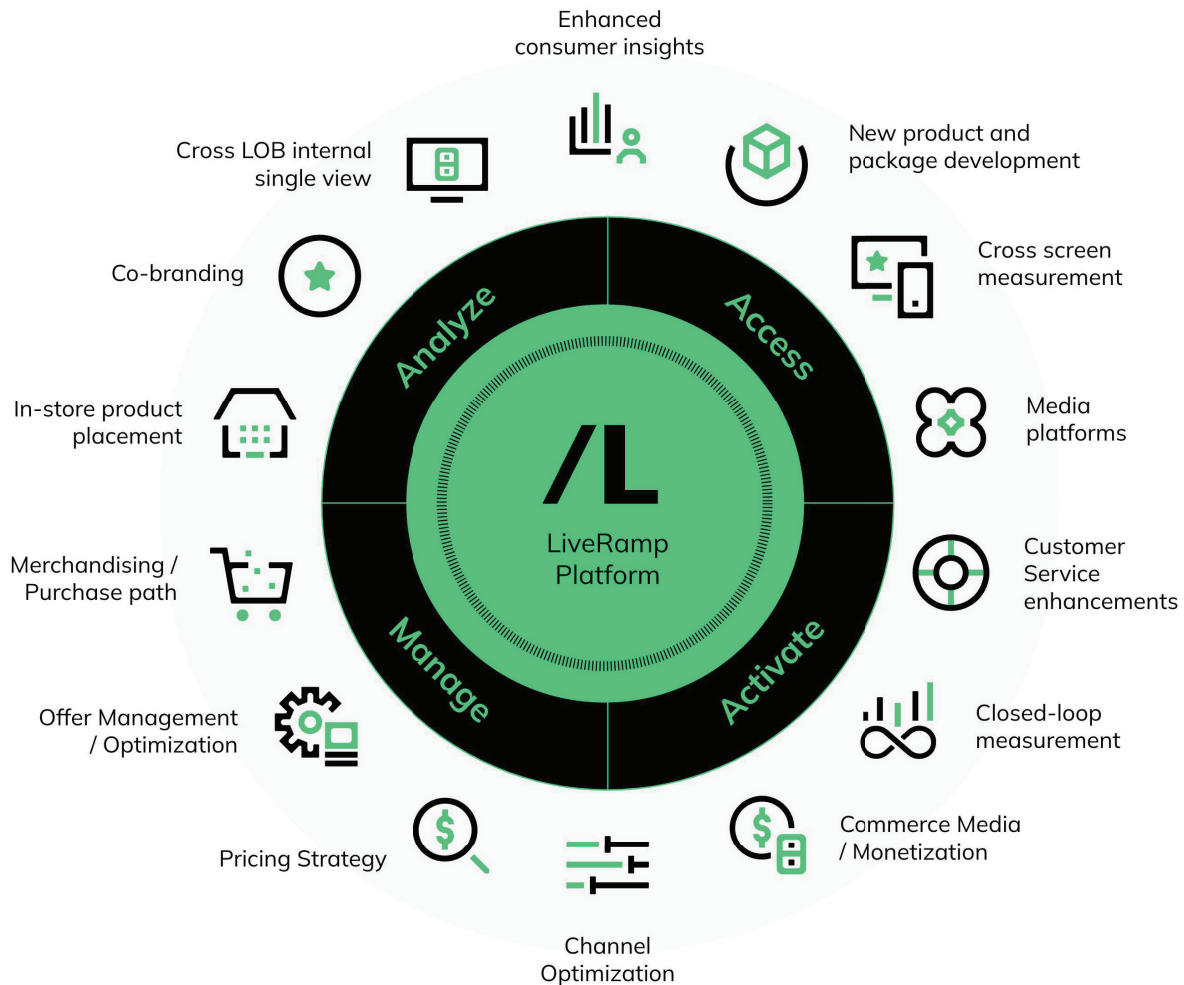 Enhanced
consumer insights
New product and
package development
Cross screen
measurement
Media
platforms
Customer
Service
enhancements
Closed-loop
measurement
Commerce Media
/ Monetization
Channel
Optimization
Pricing Strategy
Offer Management
/ Optimization
Merchandising /
Purchase path
In-store product
placement
Co-branding
Cross LOB internal
single view
Analyze
Access
Activate
Manage
LiveRamp
Platform